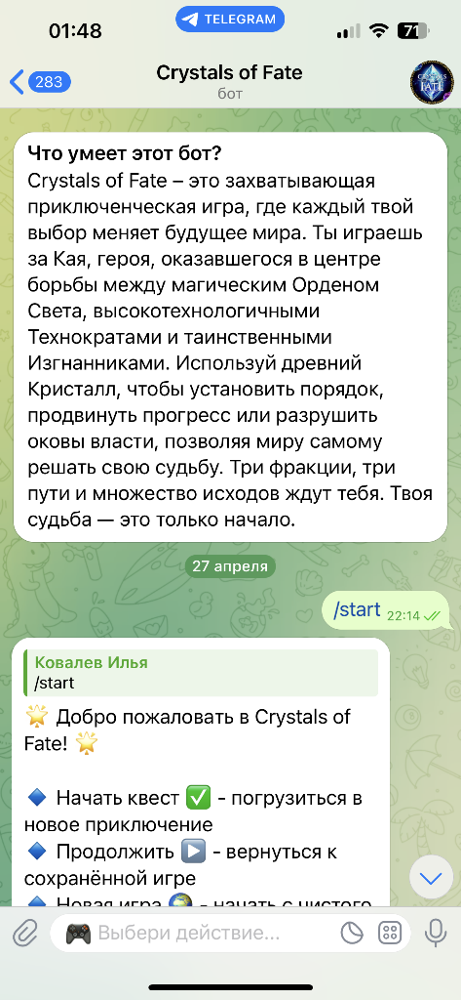 01:48
TELEGRAM
71
283
Crystals of Fate
бот
CRYSTALS
FATE
Что умеет этот бот?
Crystals of Fate – это захватывающая
приключенческая игра, где каждый твой
выбор меняет будущее мира. Ты играешь
за Кая, героя, оказавшегося в центре
борьбы между магическим Орденом
Света, высокотехнологичными
Технократами и таинственными
Изгнанниками. Используй древний
Кристалл, чтобы установить порядок,
продвинуть прогресс или разрушить
оковы власти, позволяя миру самому
решать свою судьбу. Три фракции, три
пути и множество исходов ждут тебя. Твоя
судьба — это только начало.
27 апреля
/start 22:14
Ковалев Илья
/start
🌟 Добро пожаловать в Crystals of
Fate! 🌟
🔹 Начать квест ✅ - погрузиться в
новое приключение
🔹 Продолжить ▶️ - вернуться к
сохранённой игре
🔹 Новая игра 🌍 - начать с чистого
🎮 Выбери действие...